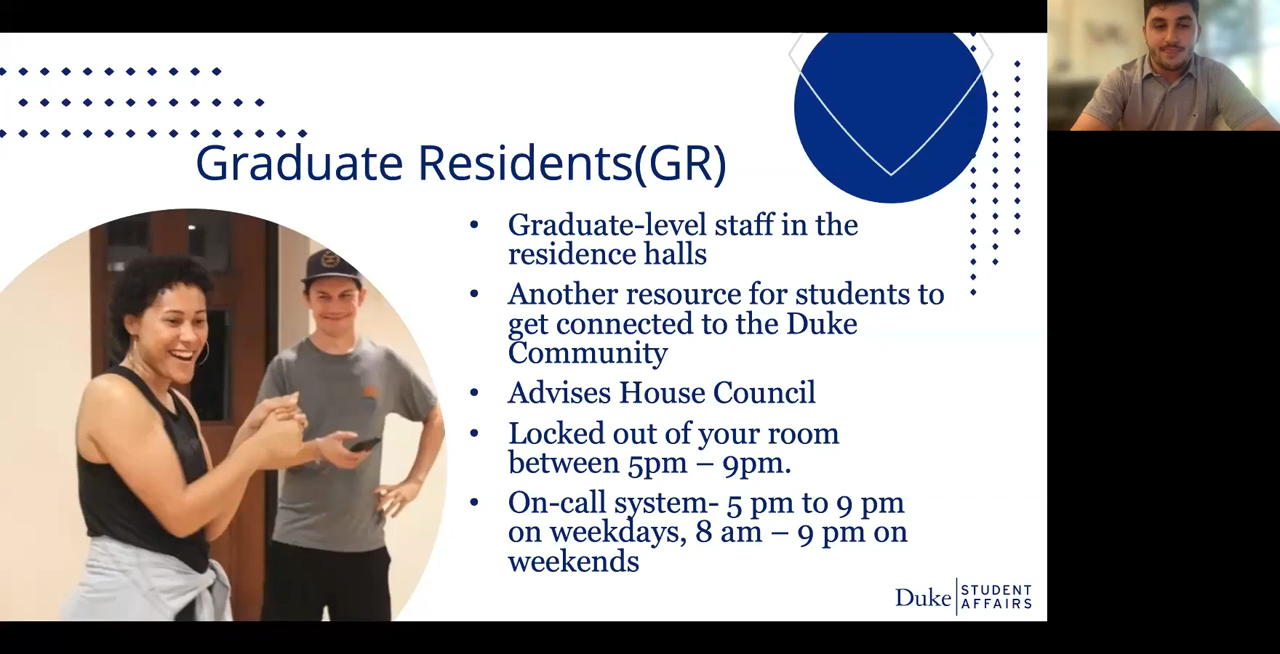 Graduate Residents(GR)
• Graduate-level staff in the
residence halls
• Another resource for students to
get connected to the Duke
Community
• Advises House Council
• Locked out of your room
between 5pm – 9pm.
• On-call system- 5 pm to 9 pm
on weekdays, 8 am – 9 pm on
weekends
Duke STUDENT
AFFAIRS